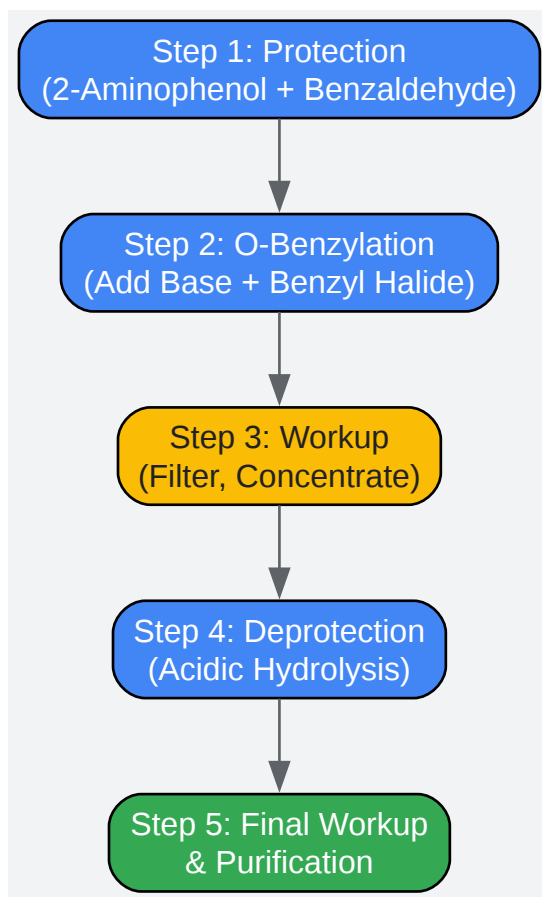 Step 1: Protection
(2-Aminophenol + Benzaldehyde)
Step 2: O-Benzylation
(Add Base + Benzyl Halide)
Step 3: Workup
(Filter, Concentrate)
Step 4: Deprotection
(Acidic Hydrolysis)
Step 5: Final Workup
& Purification